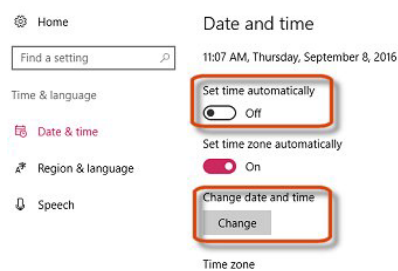 Home
Find a setting
Time & language
Date & time
Region & language
Speech
Date and time
11:07 AM, Thursday, September 8, 2016
Set time automatically
Off
Set time zone automatically
On
Change date and time
Change
Time zone